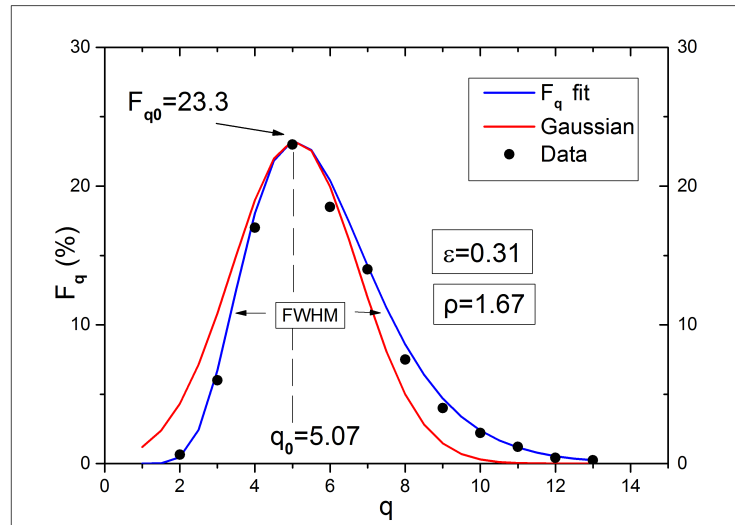 30
30
F_q0=23.3
F_q fit
Gaussian
Data
20
20
F_q (%)
ε=0.31
ρ=1.67
FWHM
10
10
q_0=5.07
0
0
2 4 6 8 10 12 14
q